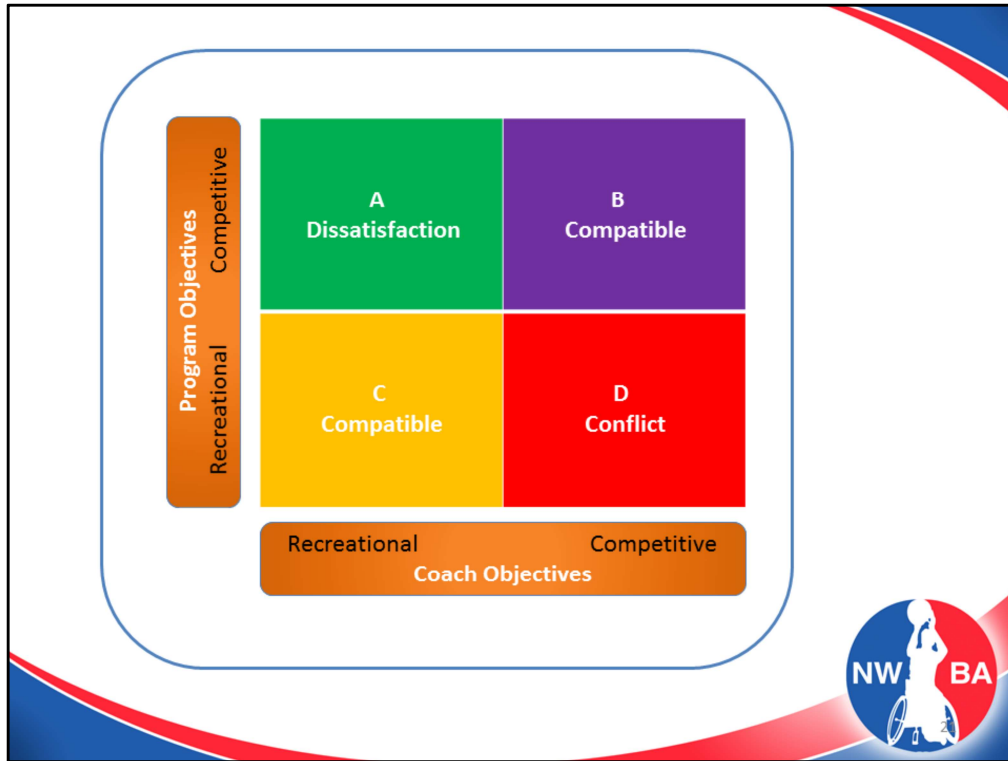 Program Objectives
Competitive
Recreational
A
Dissatisfaction
B
Compatible
C
Compatible
D
Conflict
Recreational
Competitive
Coach Objectives
NW
BA